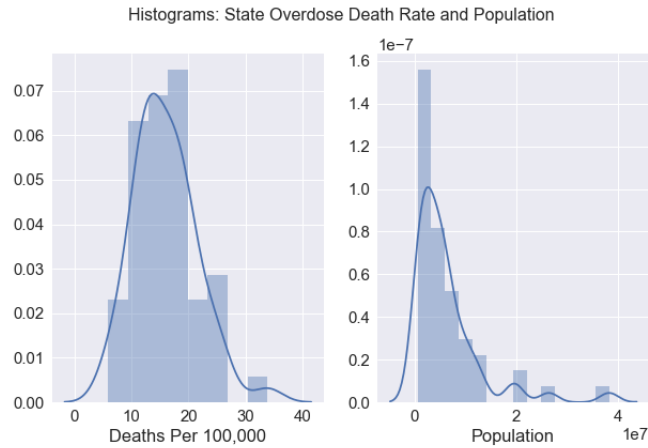 Histograms: State Overdose Death Rate and Population
0.07
0.06
0.05
0.04
0.03
0.02
0.01
0.00
0 10 20 30 40
Deaths Per 100,000
1e−7
1.6
1.4
1.2
1.0
0.8
0.6
0.4
0.2
0.0
0 2 4
Population 1e7